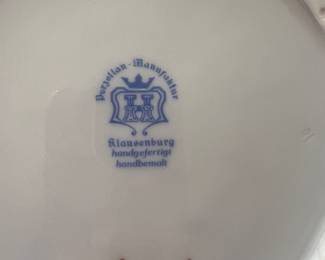 Porzellan-Manufaktur
H
Klausenburg
handgefertigt
handbemalt